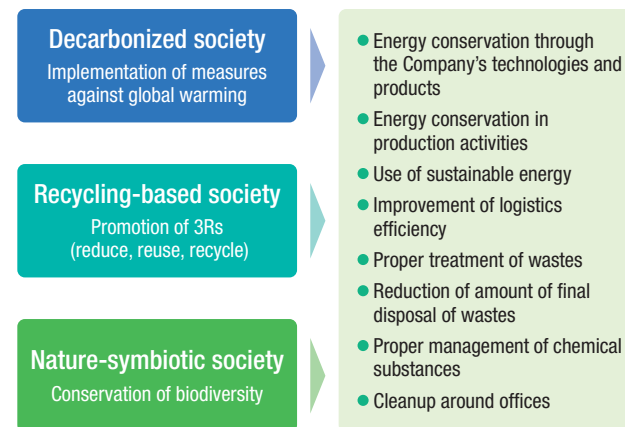 Decarbonized society
Implementation of measures
against global warming
Recycling-based society
Promotion of 3Rs
(reduce, reuse, recycle)
Nature-symbiotic society
Conservation of biodiversity
● Energy conservation through
the Company's technologies and
products
● Energy conservation in
production activities
● Use of sustainable energy
● Improvement of logistics
efficiency
● Proper treatment of wastes
● Reduction of amount of final
disposal of wastes
● Proper management of chemical
substances
● Cleanup around offices